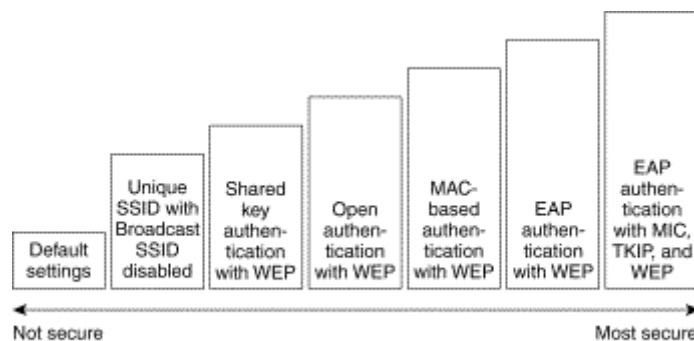 Default
settings
Unique
SSID with
Broadcast
SSID
disabled
Shared
key
authen-
tication
with WEP
Open
authen-
tication
with WEP
MAC-
based
authen-
tication
with WEP
EAP
authen-
tication
with WEP
EAP
authen-
tication
with MIC,
TKIP, and
WEP
Not secure
Most secure